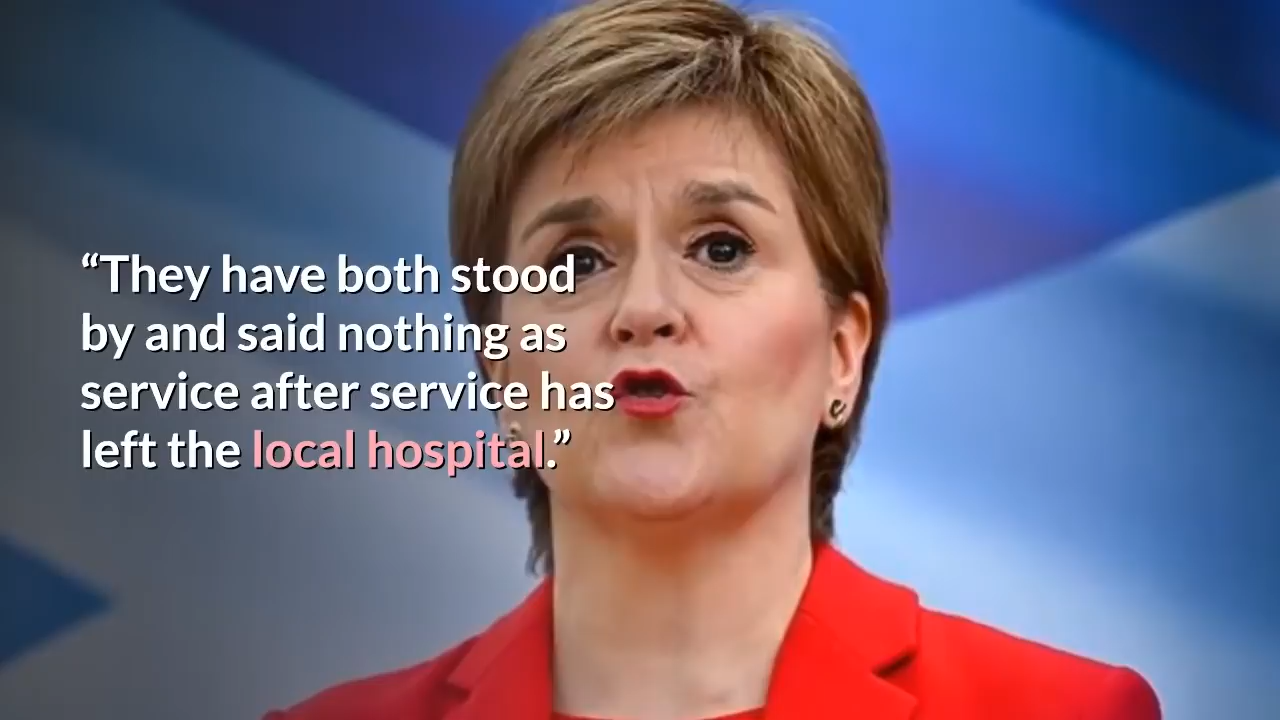 “They have both stood
by and said nothing as
service after service has
left the local hospital.”